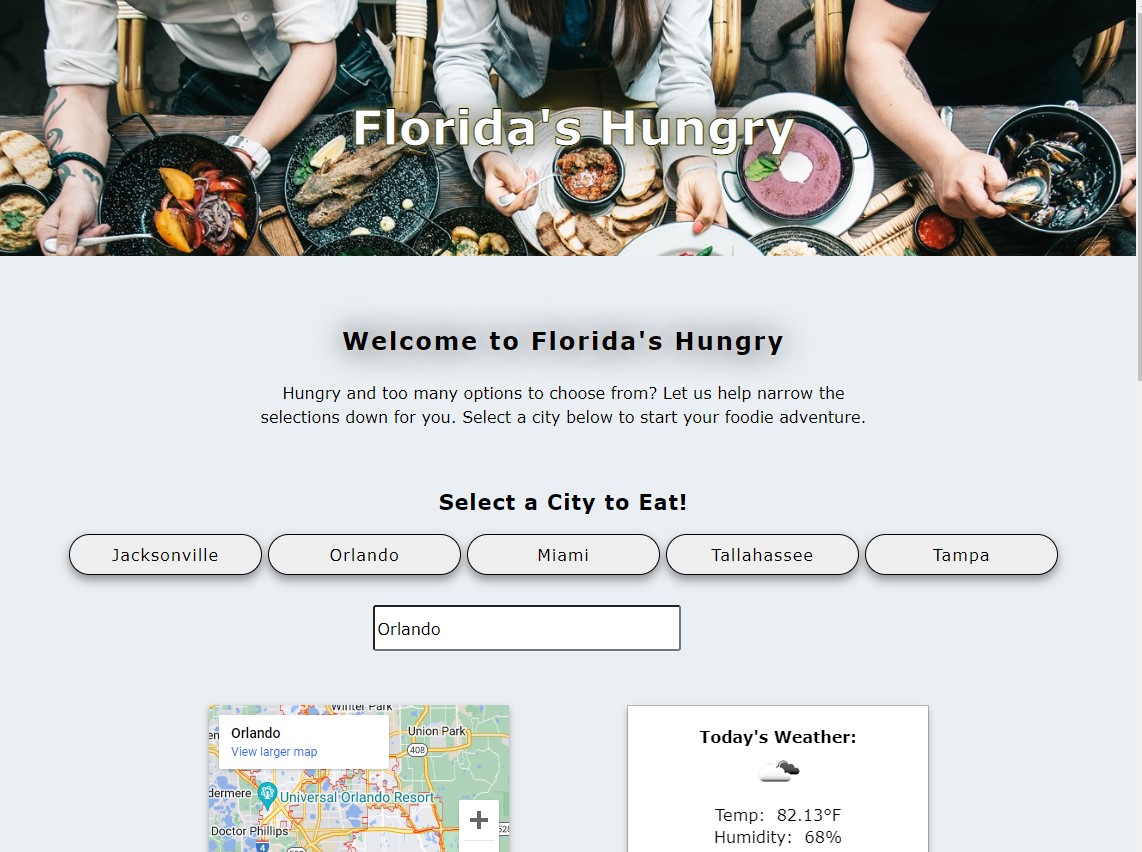 Florida's Hungry
Welcome to Florida's Hungry
Hungry and too many options to choose from? Let us help narrow the
selections down for you. Select a city below to start your foodie adventure.
Select a City to Eat!
Jacksonville
Orlando
Miami
Tallahassee
Tampa
Orlando
Winter Park
Orlando
View larger map
Union Park
408
dermere
Universal Orlando Resort
Doctor Phillips
4
528
+
Today's Weather:
Temp: 82.13°F
Humidity: 68%